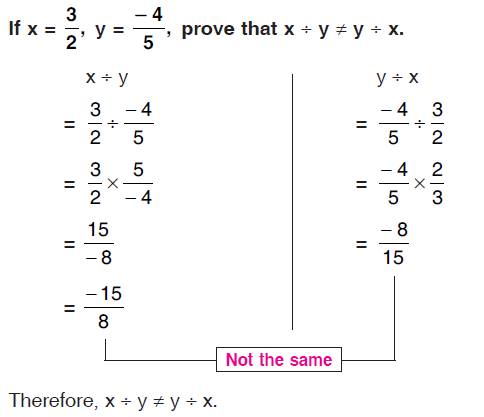 If x = 3/2, y = -4/5, prove that x ÷ y ≠ y ÷ x.
x ÷ y
= 3/2 ÷ -4/5
= 3/2 × 5/-4
= 15/-8
= -15/8
y ÷ x
= -4/5 ÷ 3/2
= -4/5 × 2/3
= -8/15
Not the same
Therefore, x ÷ y ≠ y ÷ x.